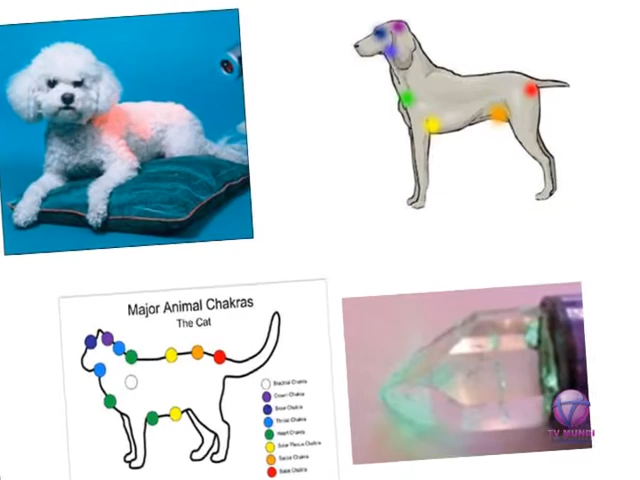 Major Animal Chakras
The Cat
Brachial Chakra
Crown Chakra
Brow Chakra
Throat Chakra
Heart Chakra
Solar Plexus Chakra
Sacral Chakra
Base Chakra
TV MUNDI